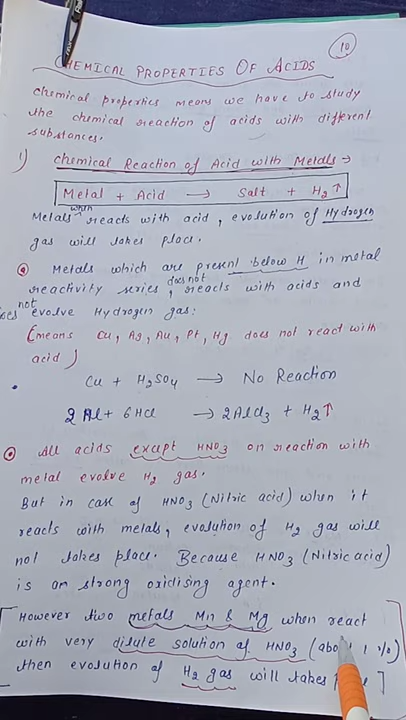 10
CHEMICAL PROPERTIES OF ACIDS
Chemical properties means we have to study
the chemical reaction of acids with different
substances.
1) chemical Reaction of Acid with Metals →
Metal + Acid → Salt + H₂↑
Metals when reacts with acid, evolution of Hydrogen
gas will takes place.
Metals which are present below H in metal
reactivity series, does not reacts with acids and
does not evolve Hydrogen gas:
(means Cu, Ag, Au, Pt, Hg does not react with
acid)
Cu + H₂SO₄ → No Reaction
2Al + 6HCl → 2AlCl₃ + H₂↑
All acids except HNO₃ on reaction with
metal evolve H₂ gas.
But in case of HNO₃ (Nitric acid) when it
reacts with metals, evolution of H₂ gas will
not takes place. Because HNO₃ (Nitric acid)
is an strong oxidising agent.
[However two metals Mn & Mg when react
with very dilute solution of HNO₃ (abo 1 %)
then evolution of H₂ gas will takes ]